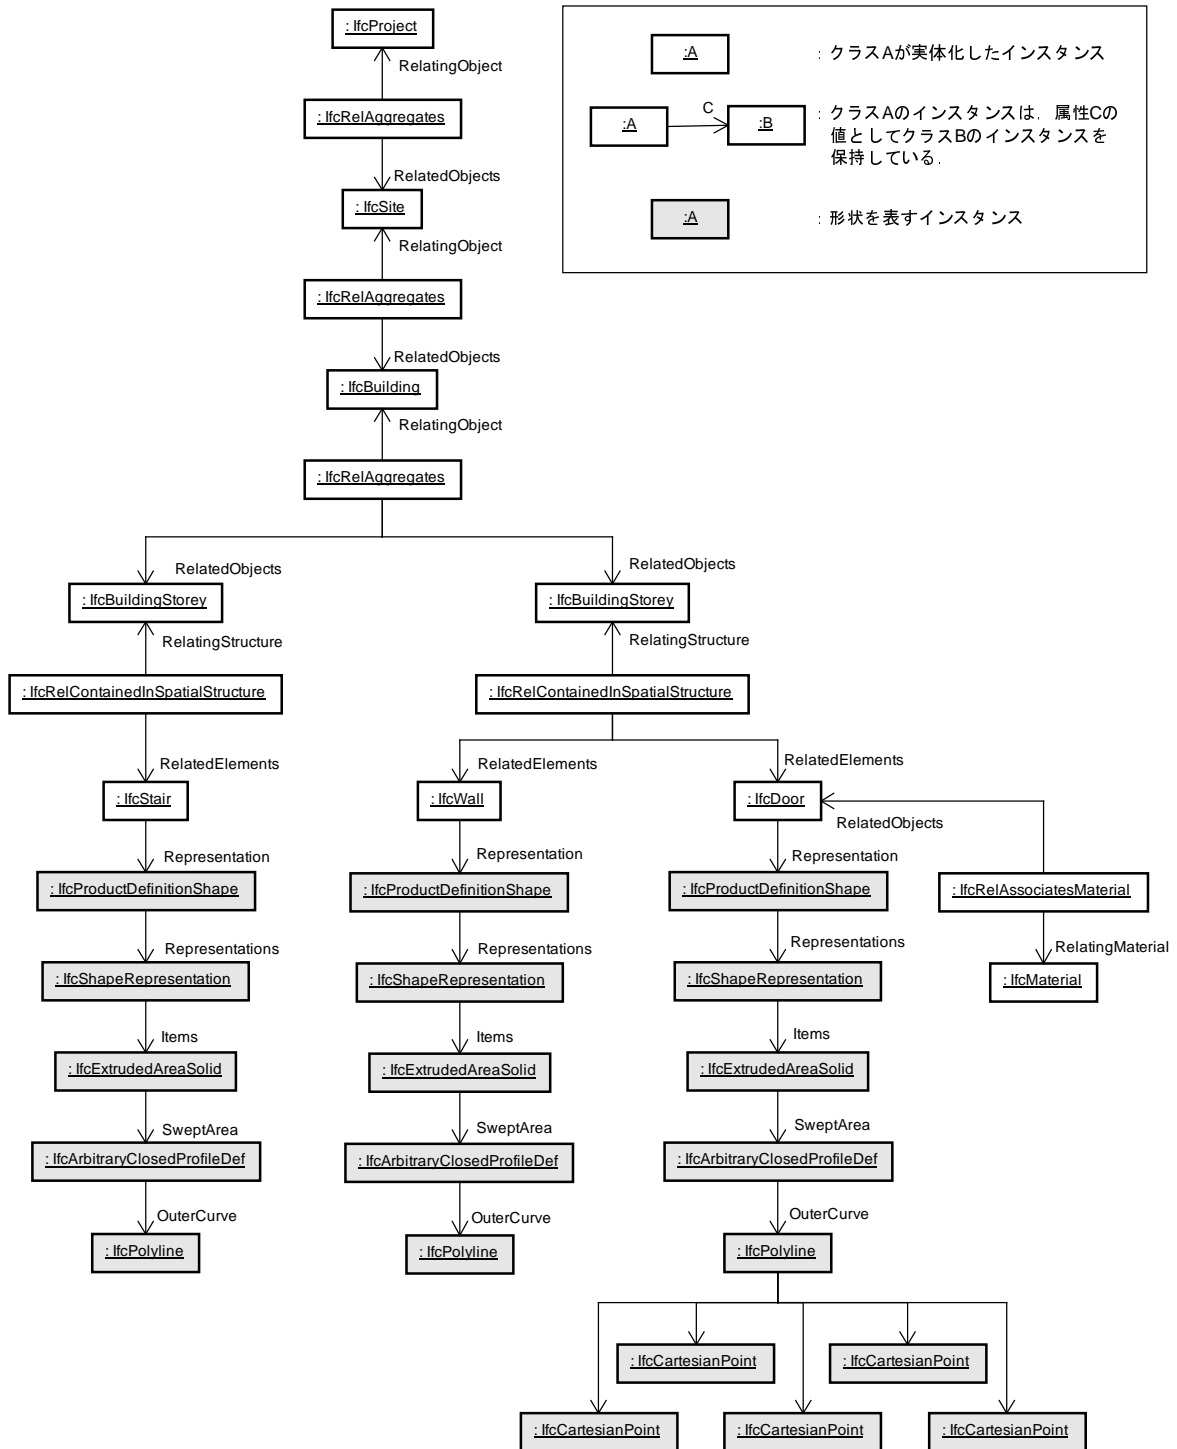 : IfcProject
RelatingObject
: IfcRelAggregates
RelatedObjects
: IfcSite
RelatingObject
: IfcRelAggregates
RelatedObjects
: IfcBuilding
RelatingObject
: IfcRelAggregates
:A
: クラスAが実体化したインスタンス
:A
C
:B
: クラスAのインスタンスは，属性Cの
値としてクラスBのインスタンスを
保持している．
:A
: 形状を表すインスタンス
RelatedObjects
RelatedObjects
: IfcBuildingStorey
: IfcBuildingStorey
RelatingStructure
RelatingStructure
: IfcRelContainedInSpatialStructure
: IfcRelContainedInSpatialStructure
RelatedElements
RelatedElements
RelatedElements
: IfcStair
: IfcWall
: IfcDoor
RelatedObjects
Representation
Representation
Representation
: IfcProductDefinitionShape
: IfcProductDefinitionShape
: IfcProductDefinitionShape
: IfcRelAssociatesMaterial
Representations
Representations
Representations
RelatingMaterial
: IfcShapeRepresentation
: IfcShapeRepresentation
: IfcShapeRepresentation
: IfcMaterial
Items
Items
Items
: IfcExtrudedAreaSolid
: IfcExtrudedAreaSolid
: IfcExtrudedAreaSolid
SweptArea
SweptArea
SweptArea
: IfcArbitraryClosedProfileDef
: IfcArbitraryClosedProfileDef
: IfcArbitraryClosedProfileDef
OuterCurve
OuterCurve
OuterCurve
: IfcPolyline
: IfcPolyline
: IfcPolyline
: IfcCartesianPoint
: IfcCartesianPoint
: IfcCartesianPoint
: IfcCartesianPoint
: IfcCartesianPoint